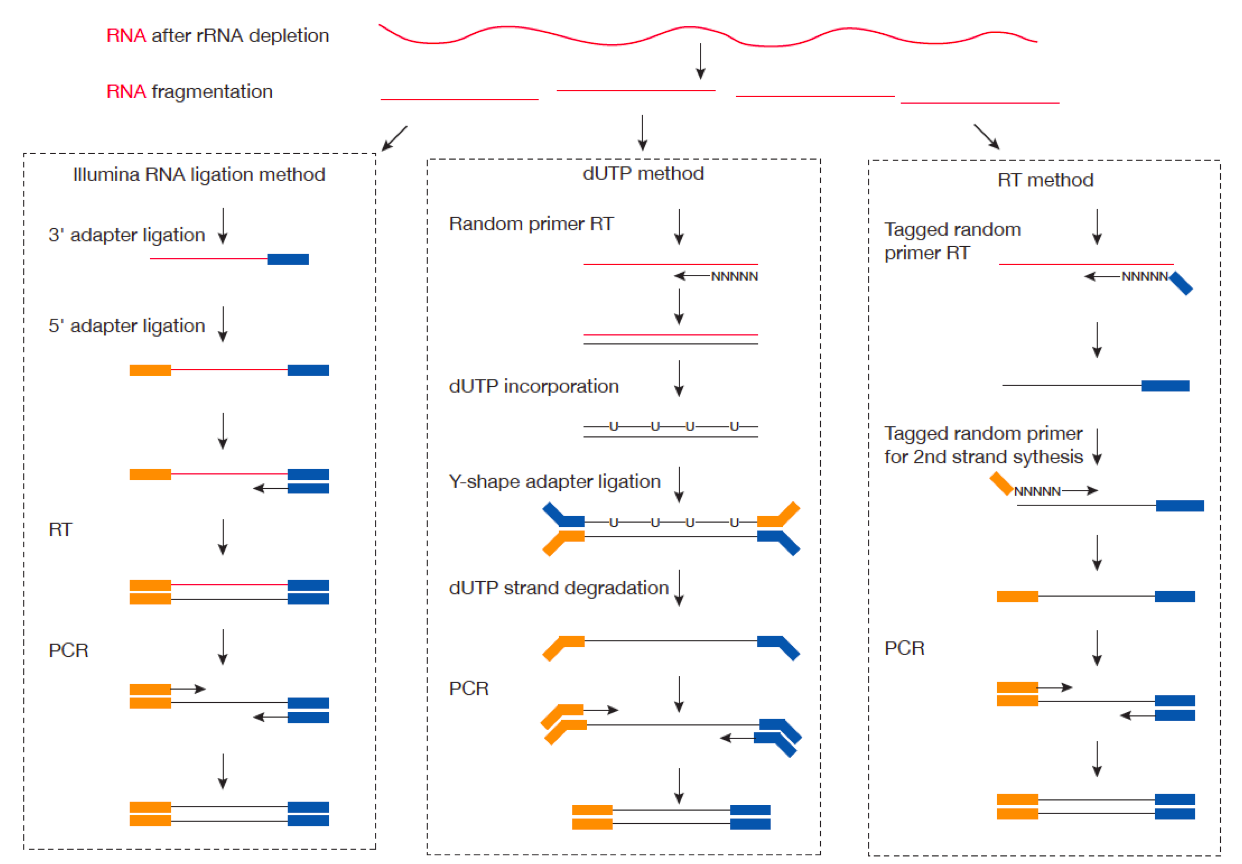 RNA after rRNA depletion
RNA fragmentation
Illumina RNA ligation method
3' adapter ligation
5' adapter ligation
RT
PCR
dUTP method
Random primer RT
NNNNN
dUTP incorporation
U U U U
Y-shape adapter ligation
U U U U
dUTP strand degradation
PCR
RT method
Tagged random
primer RT
NNNNN
Tagged random primer
for 2nd strand sythesis
NNNNN
PCR